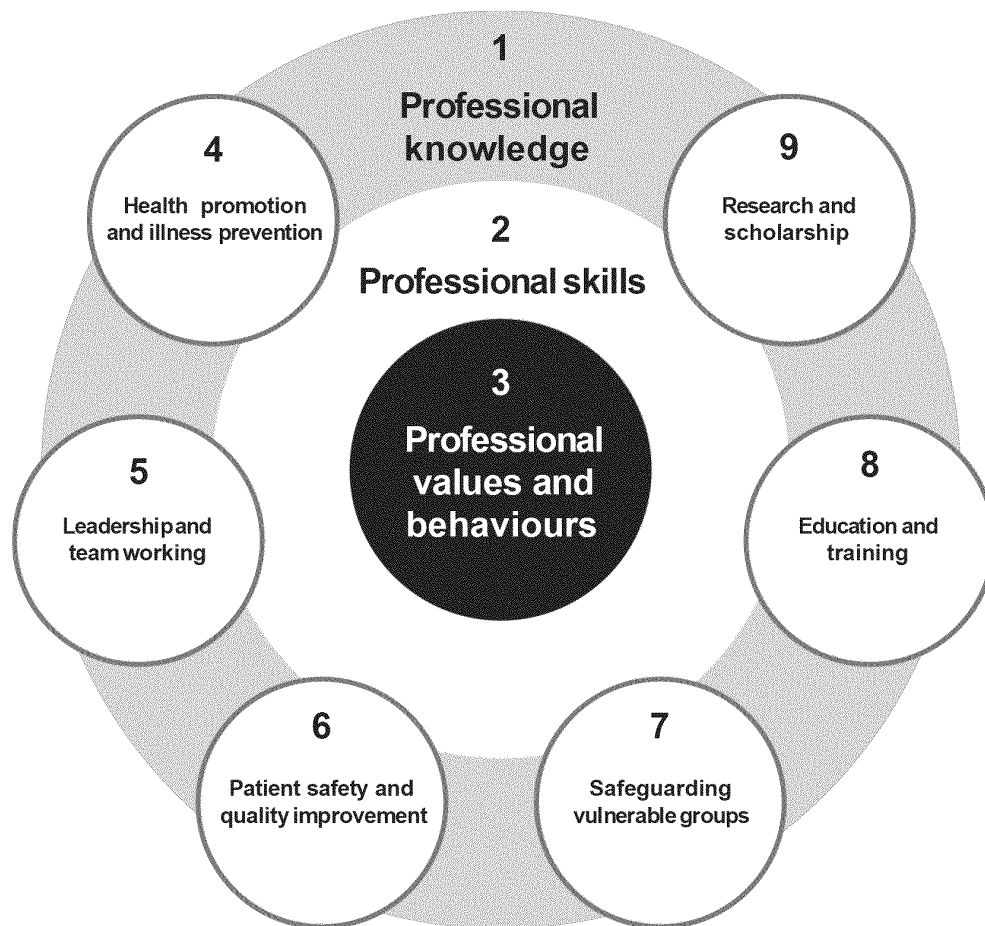 1
Professional
knowledge
4
Health promotion
and illness prevention
9
Research and
scholarship
2
Professional skills
3
Professional
values and
behaviours
5
Leadership and
team working
8
Education and
training
6
Patient safety and
quality improvement
7
Safeguarding
vulnerable groups